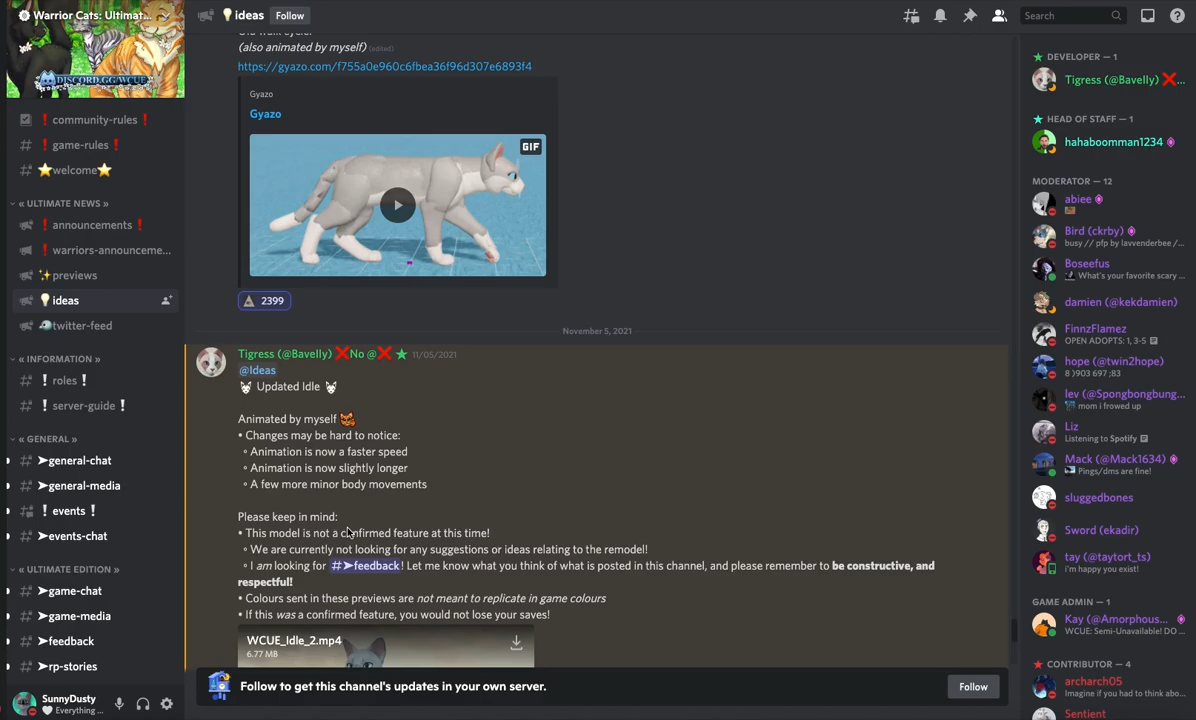 Warrior Cats: Ultimat...
DISCORD.GG/WCUE
❗community-rules❗
❗game-rules❗
⭐welcome⭐
« ULTIMATE NEWS »
❗announcements❗
❗warriors-announceme...
✨previews
💡ideas
twitter-feed
« INFORMATION »
❕roles❕
❕server-guide❕
« GENERAL »
➤general-chat
➤general-media
❕events❕
➤events-chat
« ULTIMATE EDITION »
➤game-chat
➤game-media
➤feedback
➤rp-stories
SunnyDusty
🤍 Everything ...
💡ideas
Follow
Search
(also animated by myself) (edited)
https://gyazo.com/f755a0e960c6fbea36f96d307e6893f4
Gyazo
Gyazo
GIF
2399
November 5, 2021
Tigress (@Bavelly) ❌No @❌ ★ 11/05/2021
@Ideas
Updated Idle
Animated by myself
• Changes may be hard to notice:
◦ Animation is now a faster speed
◦ Animation is now slightly longer
◦ A few more minor body movements
Please keep in mind:
• This model is not a confirmed feature at this time!
◦ We are currently not looking for any suggestions or ideas relating to the remodel!
◦ I am looking for #➤feedback! Let me know what you think of what is posted in this channel, and please remember to be constructive, and
respectful!
• Colours sent in these previews are not meant to replicate in game colours
• If this was a confirmed feature, you would not lose your saves!
WCUE_Idle_2.mp4
6.77 MB
Follow to get this channel's updates in your own server.
Follow
★ DEVELOPER — 1
Tigress (@Bavelly) ❌...
★ HEAD OF STAFF — 1
hahaboomman1234
MODERATOR — 12
abiee
Bird (ckrby)
busy // pfp by lavvenderbee /...
Boseefus
What's your favorite scary ...
damien (@kekdamien)
FinnzFlamez
OPEN ADOPTS: 1, 3-5
hope (@twin2hope)
8 )903 697 ;83
lev (@Spongbongbung...
mom i frowed up
Liz
Listening to Spotify
Mack (@Mack1634)
Pings/dms are fine!
sluggedbones
Sword (ekadir)
tay (@taytort_ts)
i'm happy you exist!
GAME ADMIN — 1
Kay (@Amorphous...
WCUE: Semi-Unavailable! DO ...
★ CONTRIBUTOR — 4
archarch05
Imagine if you had to think abo...
Sentient